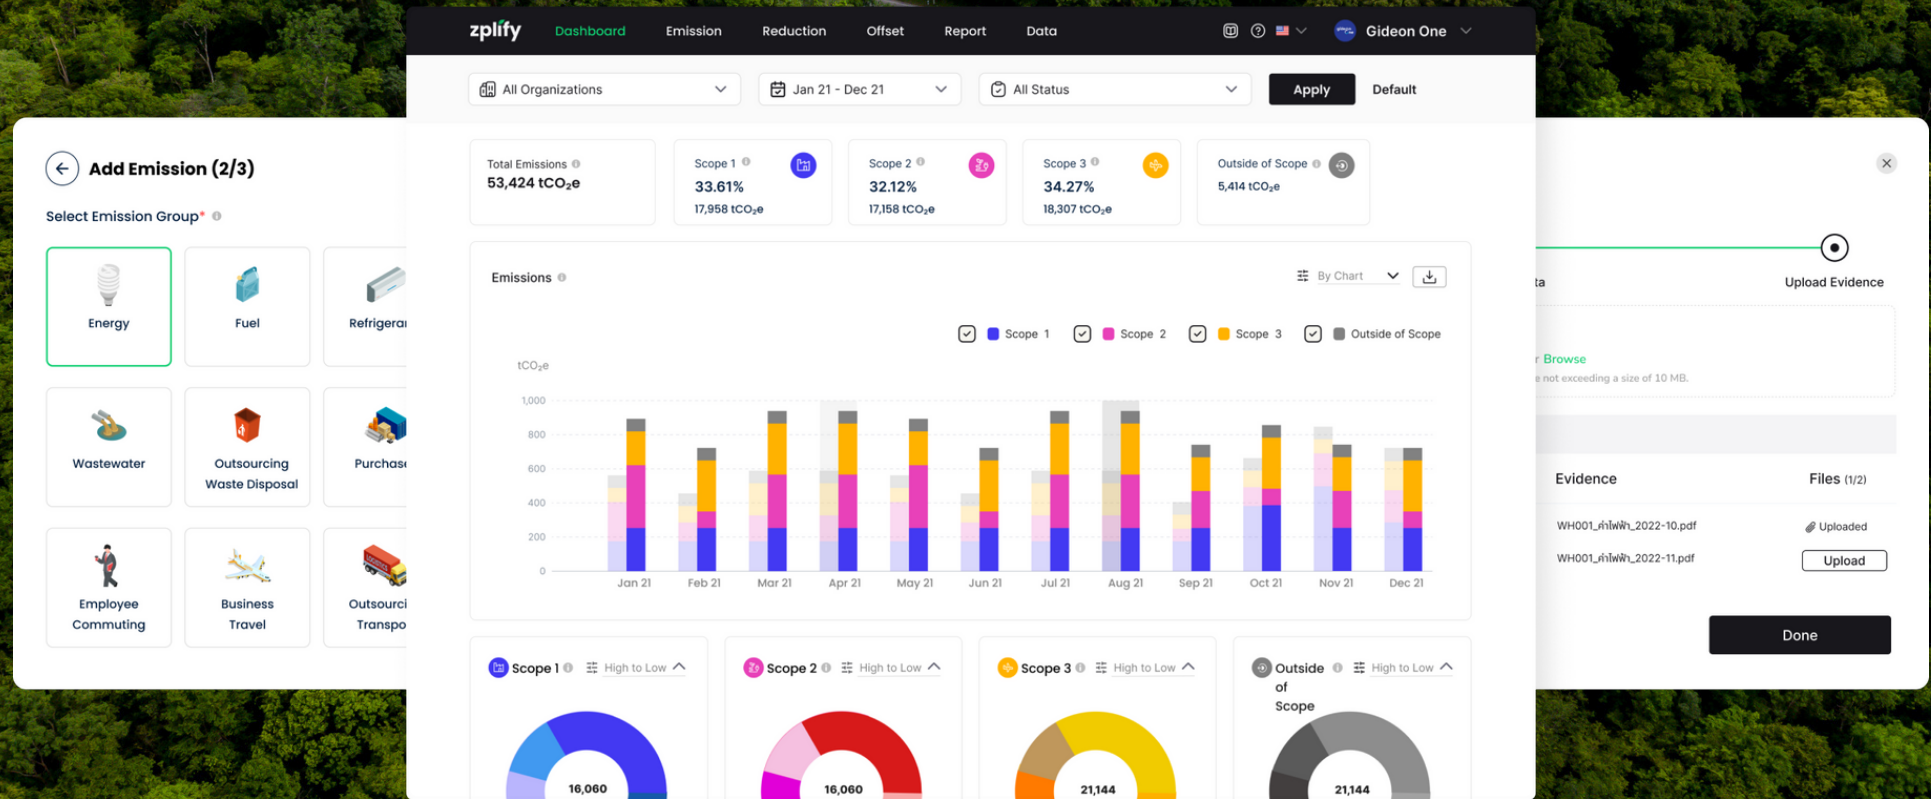 zplify
Dashboard
Emission
Reduction
Offset
Report
Data
Gideon One
All Organizations
Jan 21 - Dec 21
All Status
Apply
Default
Add Emission (2/3)
Select Emission Group*
Energy
Fuel
Wastewater
Outsourcing
Waste Disposal
Purchase
Employee
Commuting
Business
Travel
Total Emissions
53,424 tCO₂e
Scope 1
33.61%
17,958 tCO₂e
Scope 2
32.12%
17,158 tCO₂e
Scope 3
34.27%
18,307 tCO₂e
Outside of Scope
5,414 tCO₂e
Emissions
By Chart
Scope 1
Scope 2
Scope 3
Outside of Scope
tCO₂e
1,000
800
600
400
200
0
Jan 21
Feb 21
Mar 21
Apr 21
May 21
Jun 21
Jul 21
Aug 21
Sep 21
Oct 21
Nov 21
Dec 21
Scope 1
High to Low
16,060
Scope 2
High to Low
16,060
Scope 3
High to Low
21,144
Outside
of
Scope
High to Low
21,144
ta
Upload Evidence
r Browse
e not exceeding a size of 10 MB.
Evidence
Files (1/2)
WH001_ค่าไฟฟ้า_2022-10.pdf
Uploaded
WH001_ค่าไฟฟ้า_2022-11.pdf
Upload
Done